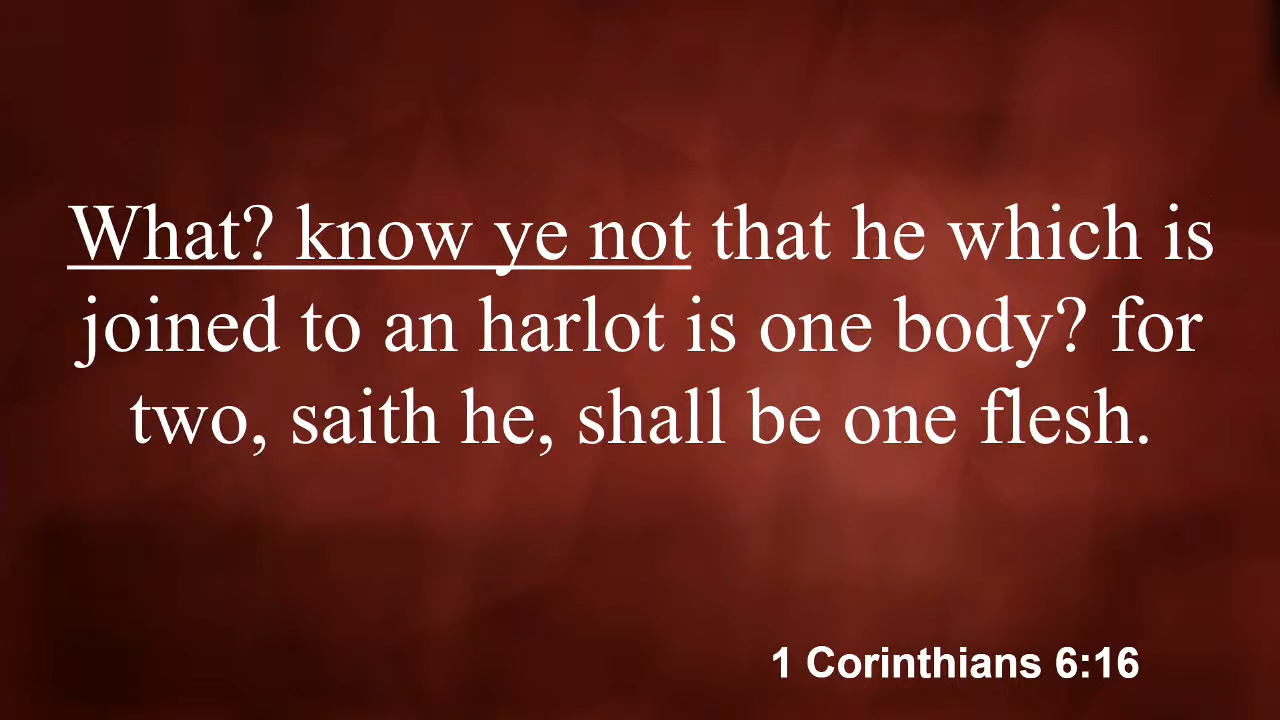 What? know ye not that he which is
joined to an harlot is one body? for
two, saith he, shall be one flesh.
1 Corinthians 6:16